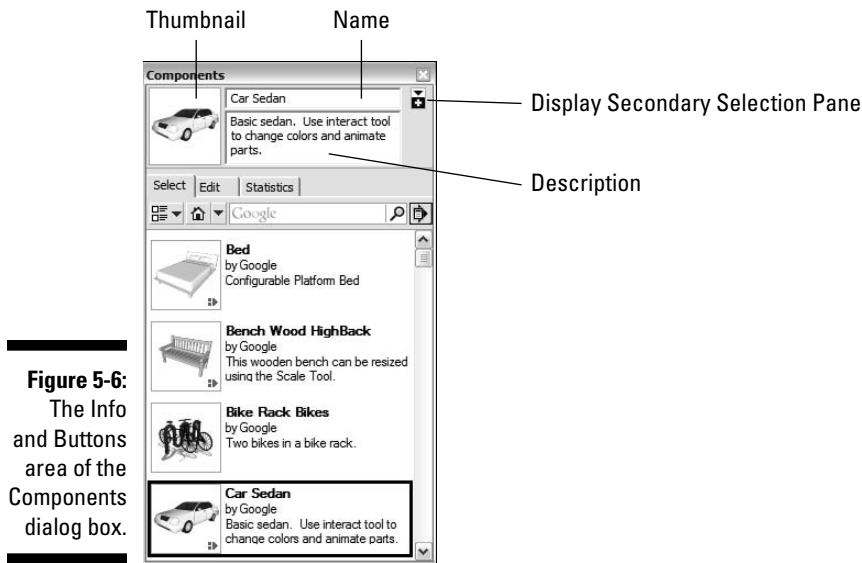 Thumbnail
Name
Components
Car Sedan
Display Secondary Selection Pane
Basic sedan. Use interact tool
to change colors and animate
parts.
Description
Select
Edit
Statistics
Google
Bed
by Google
Configurable Platform Bed
Bench Wood HighBack
by Google
This wooden bench can be resized
using the Scale Tool.
Bike Rack Bikes
by Google
Two bikes in a bike rack.
Car Sedan
by Google
Basic sedan. Use interact tool to
change colors and animate parts.
Figure 5-6:
The Info
and Buttons
area of the
Components
dialog box.